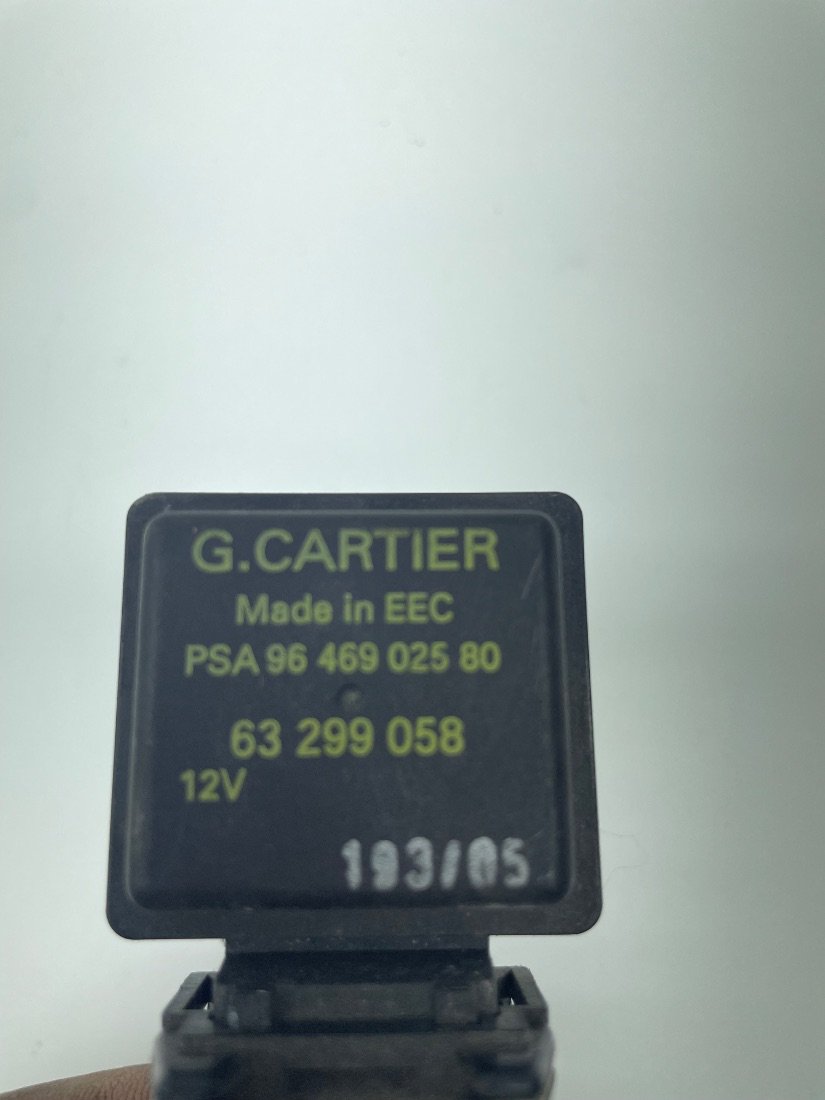 G.CARTIER
Made in EEC
PSA 96 469 025 80
63 299 058
12V
193/05